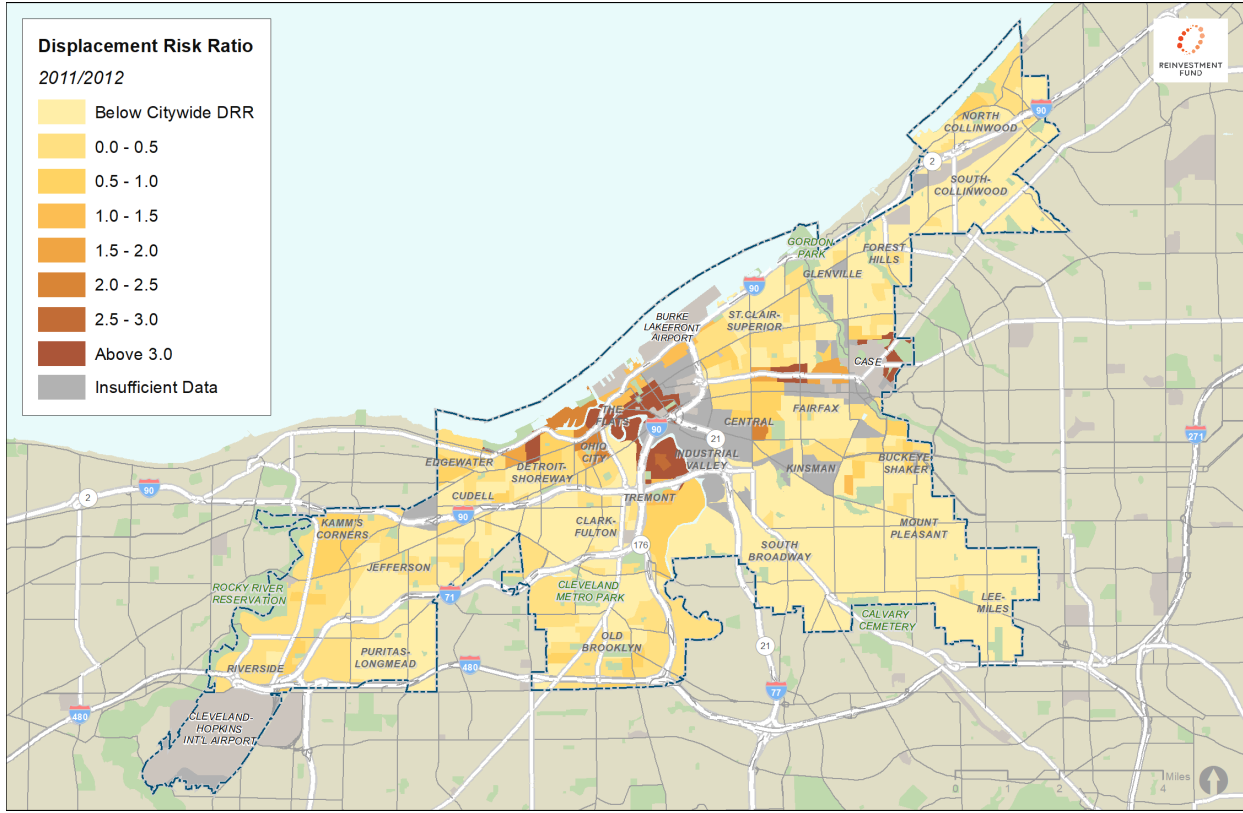 Displacement Risk Ratio
2011/2012
Below Citywide DRR
0.0 - 0.5
0.5 - 1.0
1.0 - 1.5
1.5 - 2.0
2.0 - 2.5
2.5 - 3.0
Above 3.0
Insufficient Data
REINVESTMENT
FUND
90
NORTH
COLLINWOOD
2
SOUTH-
COLLINWOOD
GORDON
PARK
FOREST
HILLS
GLENVILLE
90
BURKE
LAKEFRONT
AIRPORT
ST.CLAIR-
SUPERIOR
CASE
FAIRFAX
THE
FLATS
90
CENTRAL
21
271
OHIO
CITY
INDUSTRIAL
VALLEY
EDGEWATER
DETROIT-
SHOREWAY
KINSMAN
BUCKEYE-
SHAKER
2
90
CUDELL
TREMONT
90
KAMM'S
CORNERS
CLARK-
FULTON
MOUNT
PLEASANT
176
SOUTH
BROADWAY
JEFFERSON
ROCKY RIVER
RESERVATION
71
CLEVELAND
METRO PARK
LEE-
MILES
CALVARY
CEMETERY
OLD
BROOKLYN
21
PURITAS-
LONGMEAD
RIVERSIDE
480
480
77
CLEVELAND-
HOPKINS
INT'L AIRPORT
Miles
0 1 2 4